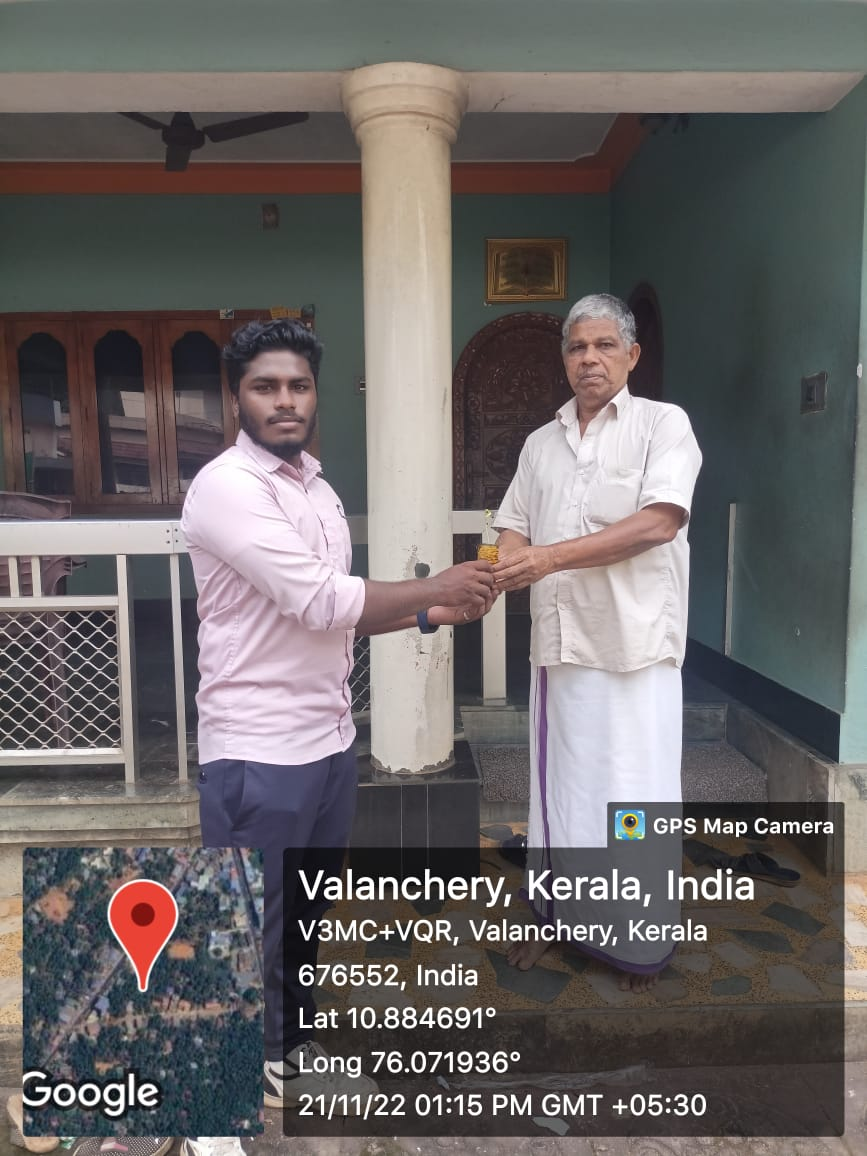 GPS Map Camera
Valanchery, Kerala, India
V3MC+VQR, Valanchery, Kerala
676552, India
Lat 10.884691°
Long 76.071936°
21/11/22 01:15 PM GMT +05:30
Google